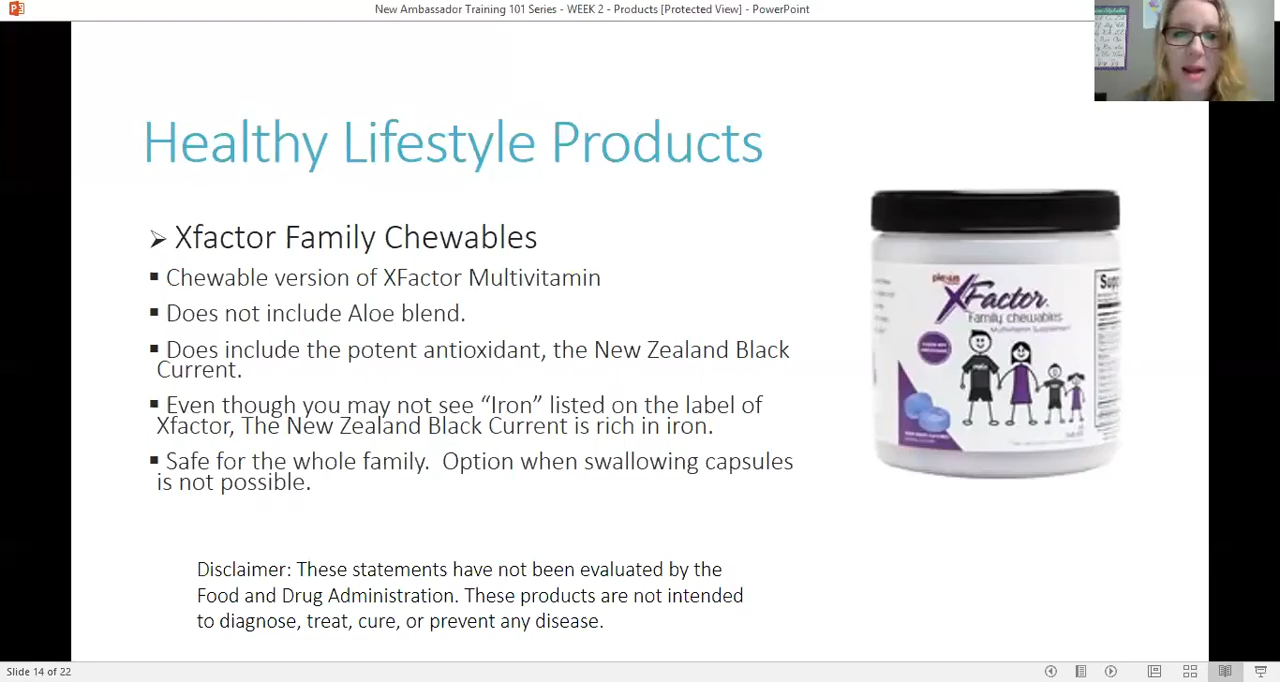 New Ambassador Training 101 Series - WEEK 2 - Products [Protected View] - PowerPoint
Healthy Lifestyle Products
➢ Xfactor Family Chewables
▪ Chewable version of XFactor Multivitamin
▪ Does not include Aloe blend.
▪ Does include the potent antioxidant, the New Zealand Black
Current.
▪ Even though you may not see “Iron” listed on the label of
Xfactor, The New Zealand Black Current is rich in iron.
▪ Safe for the whole family.  Option when swallowing capsules
is not possible.
plexus
XFactor
Family chewables
Multivitamin Supplement
Supp
Disclaimer: These statements have not been evaluated by the
Food and Drug Administration. These products are not intended
to diagnose, treat, cure, or prevent any disease.
Slide 14 of 22